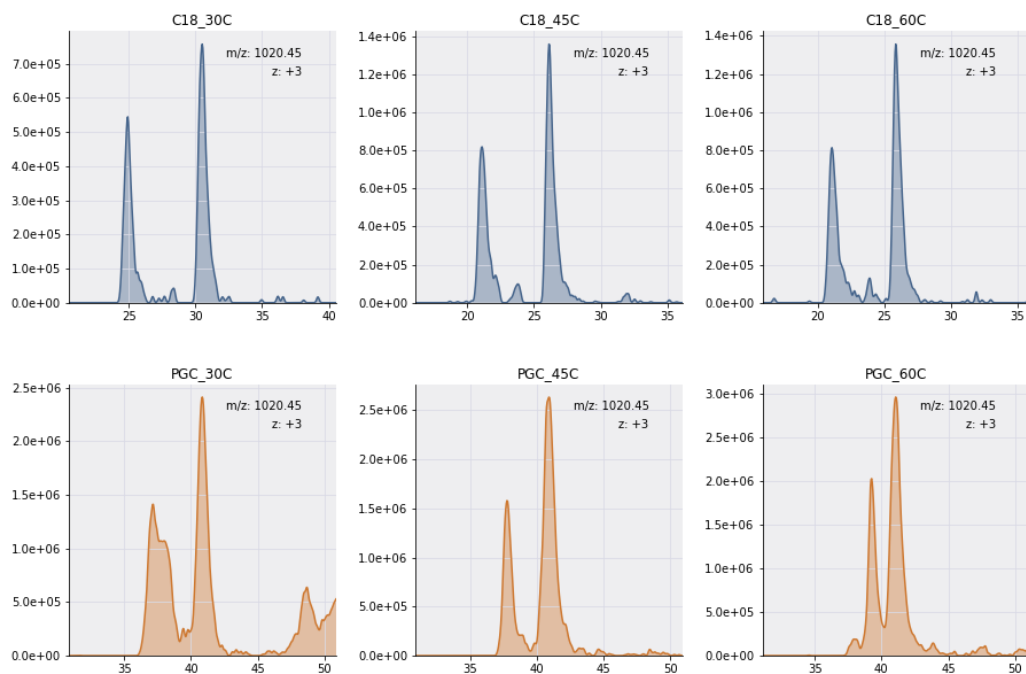 C18_30C
m/z: 1020.45
z: +3
7.0e+05
6.0e+05
5.0e+05
4.0e+05
3.0e+05
2.0e+05
1.0e+05
0.0e+00
25 30 35 40
C18_45C
m/z: 1020.45
z: +3
1.4e+06
1.2e+06
1.0e+06
8.0e+05
6.0e+05
4.0e+05
2.0e+05
0.0e+00
20 25 30 35
C18_60C
m/z: 1020.45
z: +3
1.4e+06
1.2e+06
1.0e+06
8.0e+05
6.0e+05
4.0e+05
2.0e+05
0.0e+00
20 25 30 35
PGC_30C
m/z: 1020.45
z: +3
2.5e+06
2.0e+06
1.5e+06
1.0e+06
5.0e+05
0.0e+00
35 40 45 50
PGC_45C
m/z: 1020.45
z: +3
2.5e+06
2.0e+06
1.5e+06
1.0e+06
5.0e+05
0.0e+00
35 40 45 50
PGC_60C
m/z: 1020.45
z: +3
3.0e+06
2.5e+06
2.0e+06
1.5e+06
1.0e+06
5.0e+05
0.0e+00
35 40 45 50